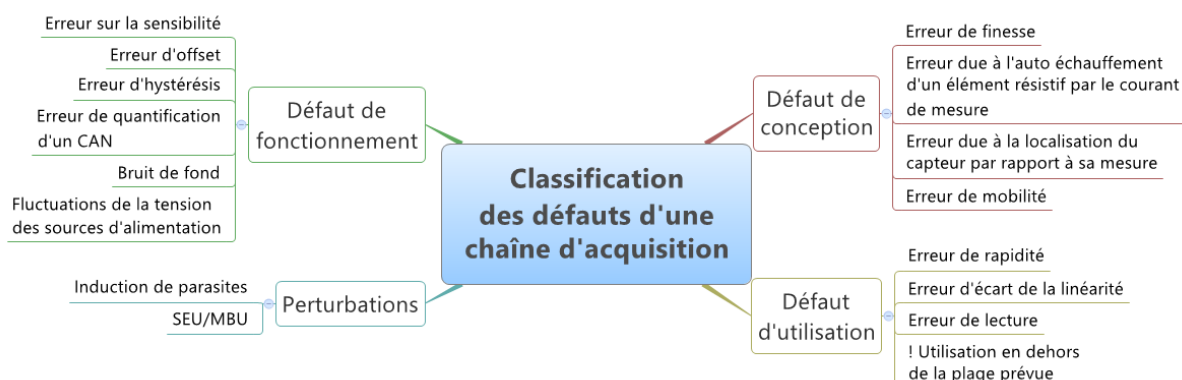 Erreur sur la sensibilité
Erreur d'offset
Erreur d'hystérésis
Erreur de quantification
d'un CAN
Bruit de fond
Fluctuations de la tension
des sources d'alimentation
Défaut de
fonctionnement
Induction de parasites
SEU/MBU
Perturbations
Classification
des défauts d'une
chaîne d'acquisition
Défaut de
conception
Erreur de finesse
Erreur due à l'auto échauffement
d'un élément résistif par le courant
de mesure
Erreur due à la localisation du
capteur par rapport à sa mesure
Erreur de mobilité
Défaut
d'utilisation
Erreur de rapidité
Erreur d'écart de la linéarité
Erreur de lecture
! Utilisation en dehors
de la plage prévue